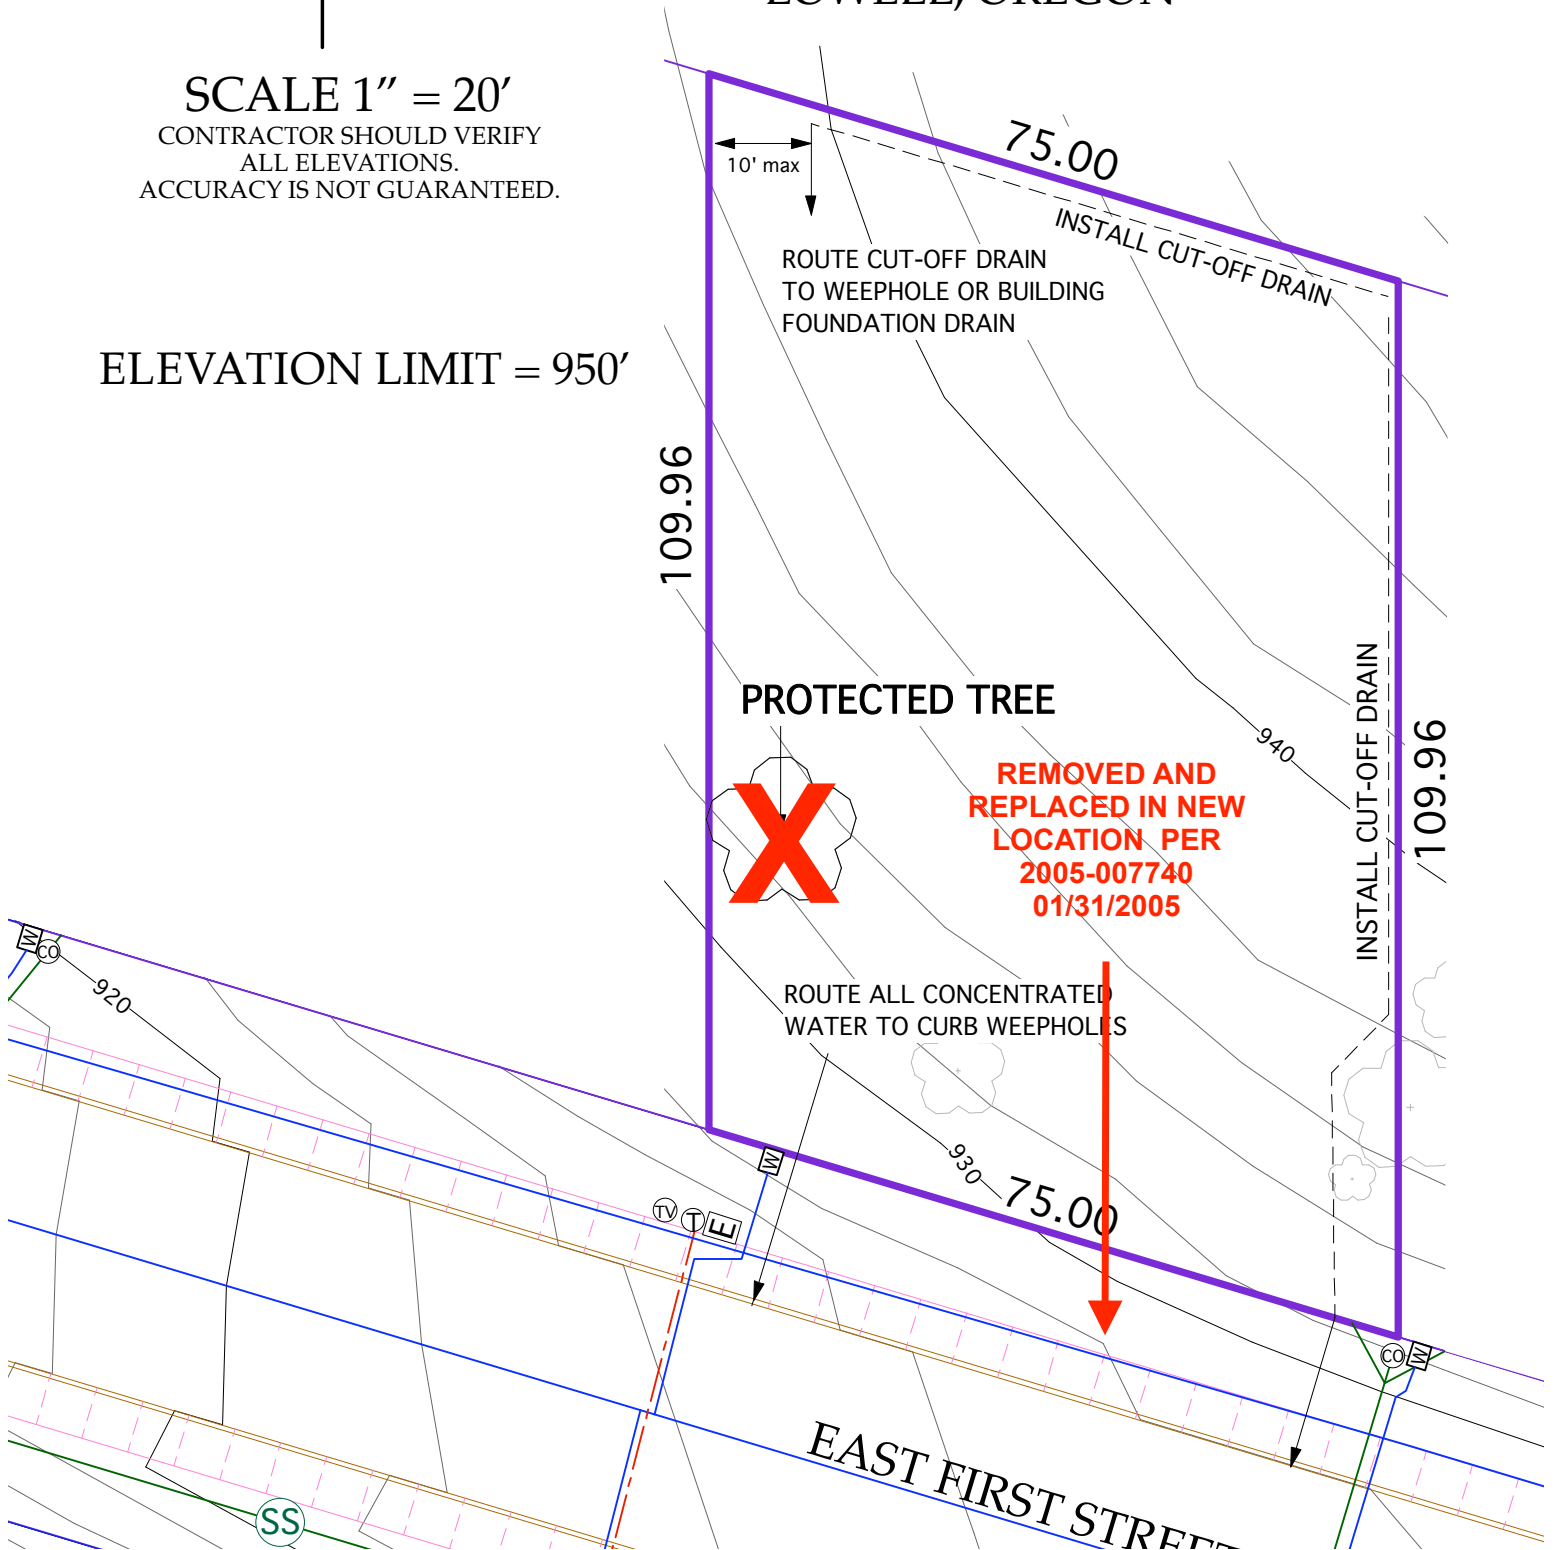 LOWELL, OREGON
SCALE 1" = 20'
CONTRACTOR SHOULD VERIFY
ALL ELEVATIONS.
ACCURACY IS NOT GUARANTEED.
75.00
10' max
INSTALL CUT-OFF DRAIN
ROUTE CUT-OFF DRAIN
TO WEEPHOLE OR BUILDING
FOUNDATION DRAIN
ELEVATION LIMIT = 950'
109.96
PROTECTED TREE
X
940
REMOVED AND
REPLACED IN NEW
LOCATION PER
2005-007740
01/31/2005
INSTALL CUT-OFF DRAIN
109.96
W
CO
920
ROUTE ALL CONCENTRATED
WATER TO CURB WEEPHOLES
930
75.00
W
TV
T
E
CO
W
EAST FIRST STREET
SS